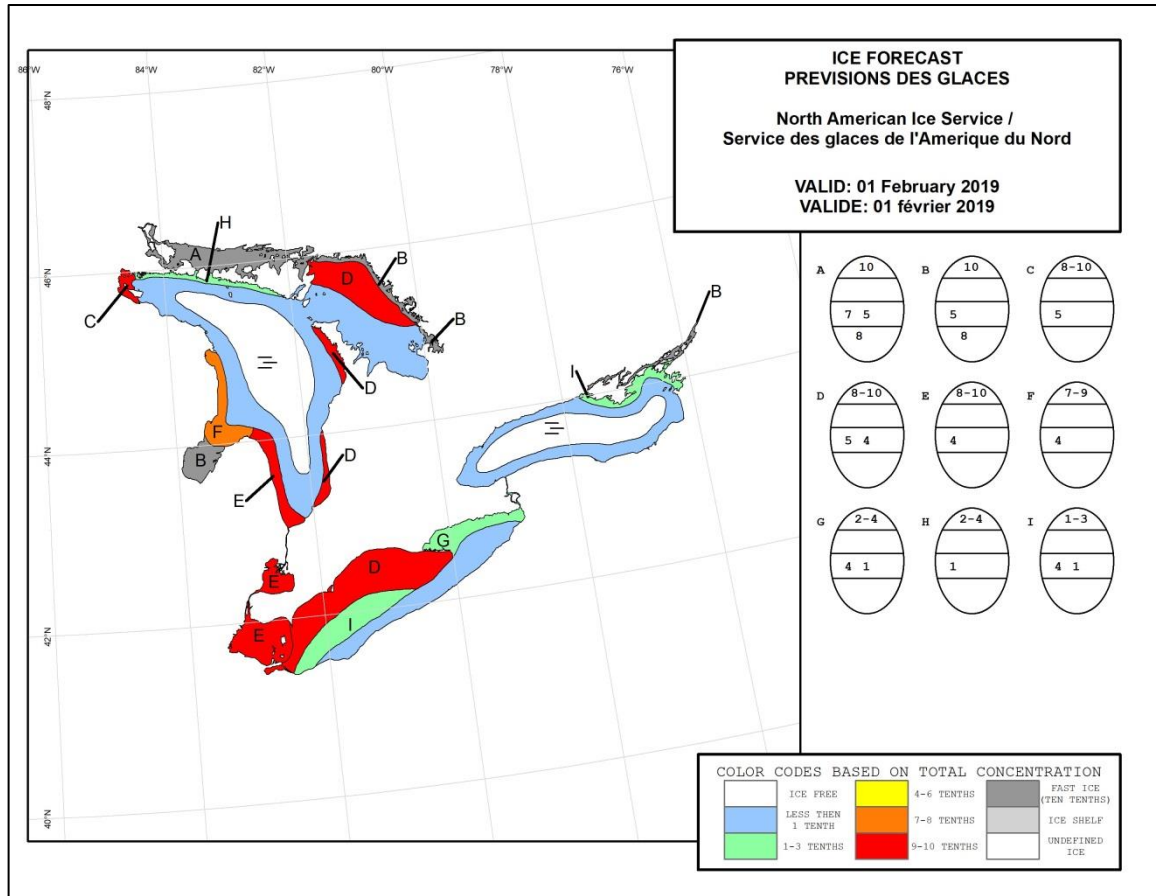 ICE FORECAST
PREVISIONS DES GLACES
North American Ice Service /
Service des glaces de l'Amerique du Nord
VALID: 01 February 2019
VALIDE: 01 février 2019
86°W 84°W 82°W 80°W 78°W 76°W
48°N
46°N
44°N
42°N
40°N
H
A
B
D
C
B
B
D
I
F
B
D
E
G
D
E
E
I
A 10
7 5
8
B 10
5
8
C 8-10
5
D 8-10
5 4
E 8-10
4
F 7-9
4
G 2-4
4 1
H 2-4
1
I 1-3
4 1
COLOR CODES BASED ON TOTAL CONCENTRATION
ICE FREE
LESS THEN
1 TENTH
1-3 TENTHS
4-6 TENTHS
7-8 TENTHS
9-10 TENTHS
FAST ICE
(TEN TENTHS)
ICE SHELF
UNDEFINED
ICE